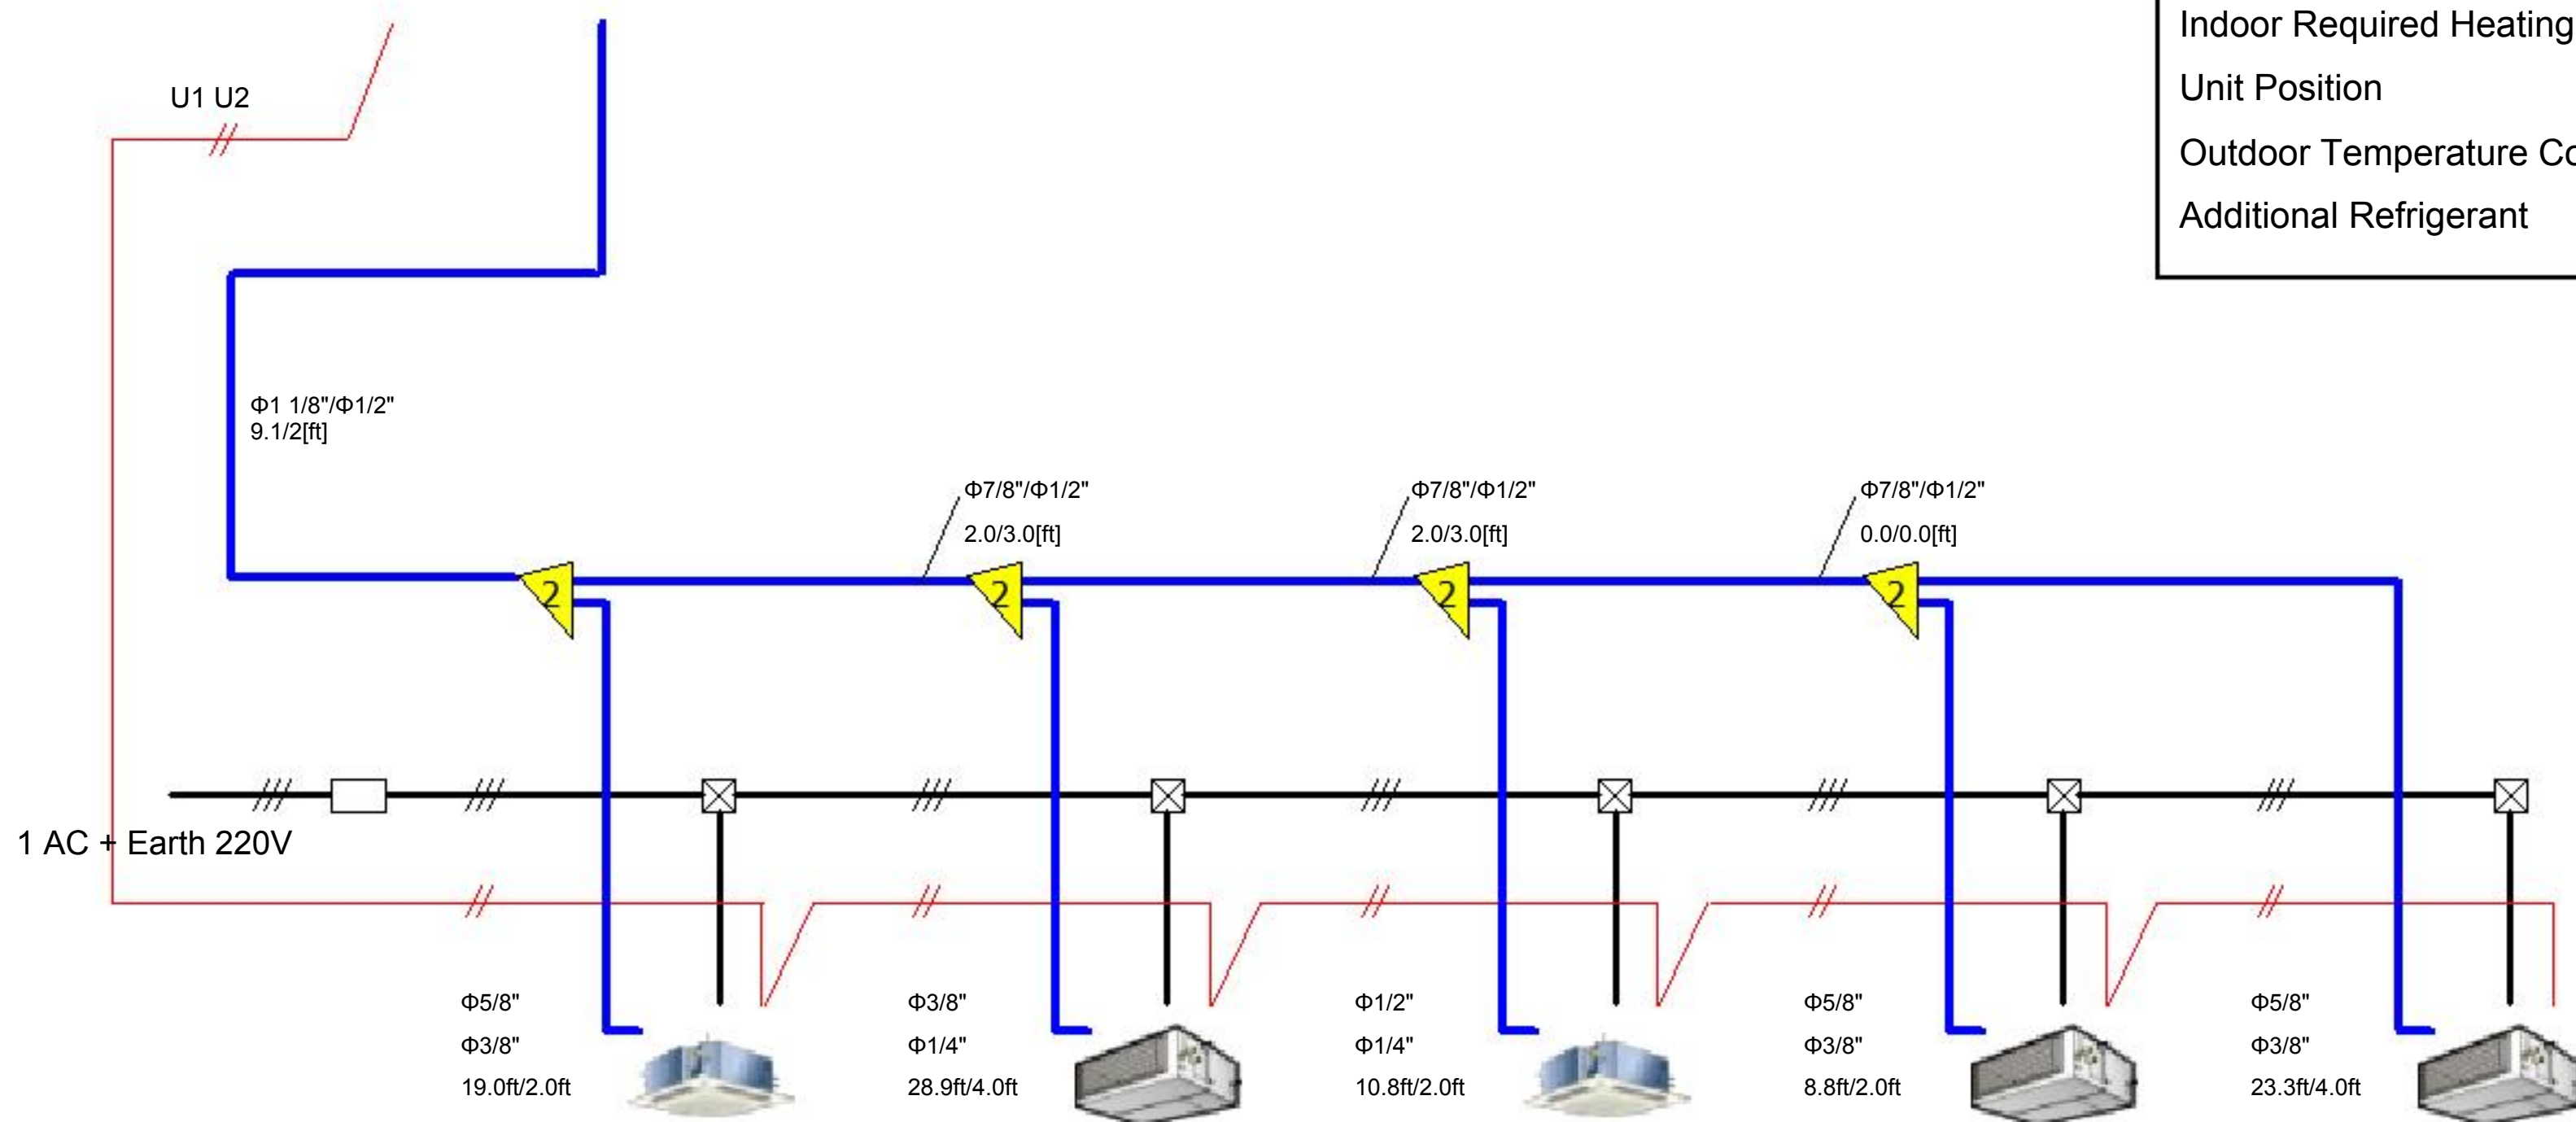 Indoor Required Heating
Unit Position
Outdoor Temperature Co
Additional Refrigerant
U1 U2
Φ1 1/8"/Φ1/2"
9.1/2[ft]
Φ7/8"/Φ1/2"
2.0/3.0[ft]
Φ7/8"/Φ1/2"
2.0/3.0[ft]
Φ7/8"/Φ1/2"
0.0/0.0[ft]
2
2
2
2
1 AC + Earth 220V
Φ5/8"
Φ3/8"
19.0ft/2.0ft
Φ3/8"
Φ1/4"
28.9ft/4.0ft
Φ1/2"
Φ1/4"
10.8ft/2.0ft
Φ5/8"
Φ3/8"
8.8ft/2.0ft
Φ5/8"
Φ3/8"
23.3ft/4.0ft